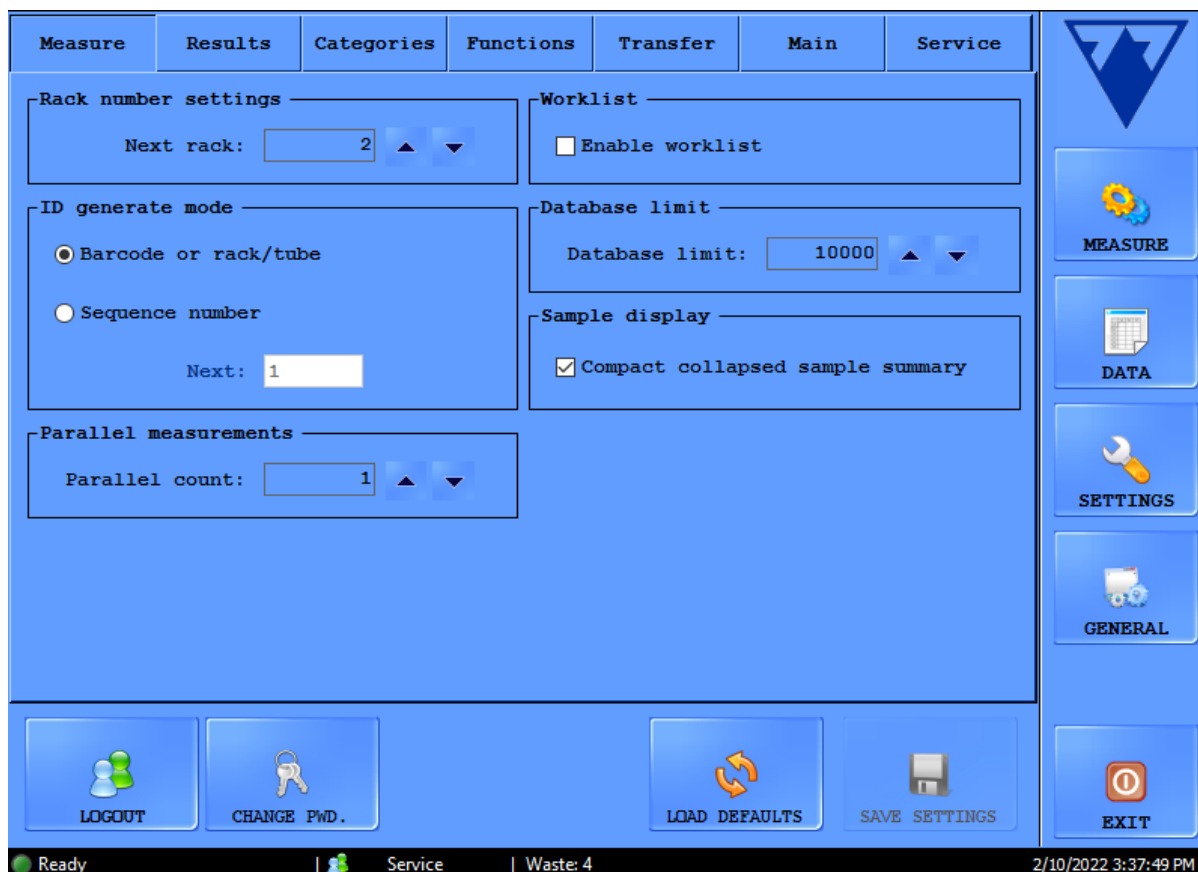 Measure Results Categories Functions Transfer Main Service
Rack number settings
Next rack: 2
Worklist
Enable worklist
ID generate mode
Barcode or rack/tube
Sequence number
Next: 1
Database limit
Database limit: 10000
Sample display
Compact collapsed sample summary
Parallel measurements
Parallel count: 1
MEASURE
DATA
SETTINGS
GENERAL
LOGOUT
CHANGE PWD.
LOAD DEFAULTS
SAVE SETTINGS
EXIT
Ready | Service | Waste: 4 2/10/2022 3:37:49 PM